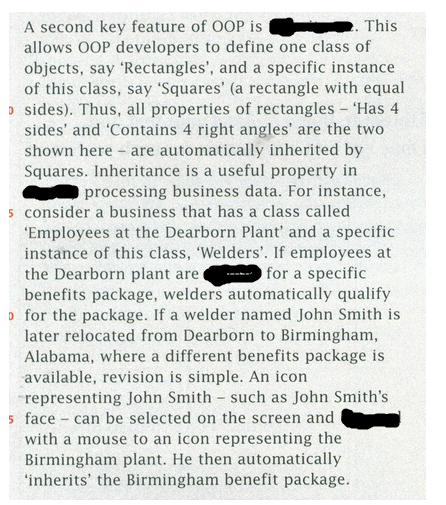 A second key feature of OOP is . This
allows OOP developers to define one class of
objects, say ‘Rectangles’, and a specific instance
of this class, say ‘Squares’ (a rectangle with equal
sides). Thus, all properties of rectangles – ‘Has 4
sides’ and ‘Contains 4 right angles’ are the two
shown here – are automatically inherited by
Squares. Inheritance is a useful property in
processing business data. For instance,
5 consider a business that has a class called
‘Employees at the Dearborn Plant’ and a specific
instance of this class, ‘Welders’. If employees at
the Dearborn plant are for a specific
benefits package, welders automatically qualify
for the package. If a welder named John Smith is
later relocated from Dearborn to Birmingham,
Alabama, where a different benefits package is
available, revision is simple. An icon
representing John Smith – such as John Smith’s
5 face – can be selected on the screen and
with a mouse to an icon representing the
Birmingham plant. He then automatically
‘inherits’ the Birmingham benefit package.